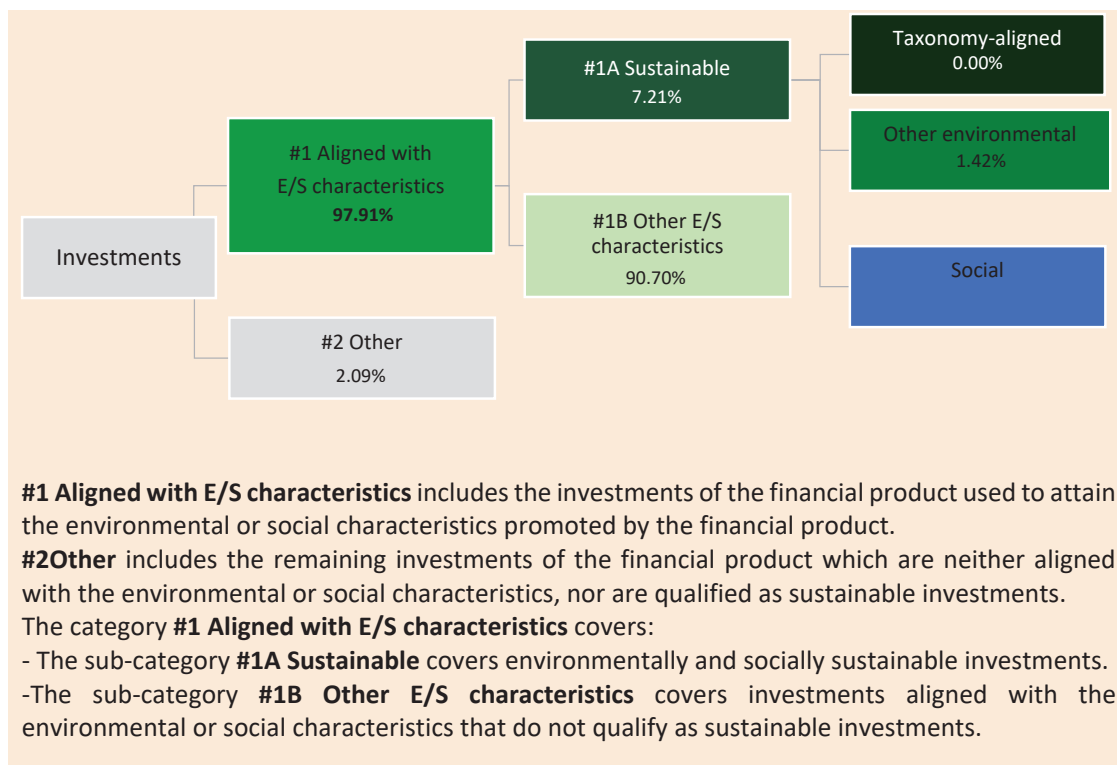 Investments
#1 Aligned with
E/S characteristics
97.91%
#2 Other
2.09%
#1A Sustainable
7.21%
#1B Other E/S
characteristics
90.70%
Taxonomy-aligned
0.00%
Other environmental
1.42%
Social
#1 Aligned with E/S characteristics includes the investments of the financial product used to attain
the environmental or social characteristics promoted by the financial product.
#2Other includes the remaining investments of the financial product which are neither aligned
with the environmental or social characteristics, nor are qualified as sustainable investments.
The category #1 Aligned with E/S characteristics covers:
- The sub-category #1A Sustainable covers environmentally and socially sustainable investments.
-The sub-category #1B Other E/S characteristics covers investments aligned with the
environmental or social characteristics that do not qualify as sustainable investments.